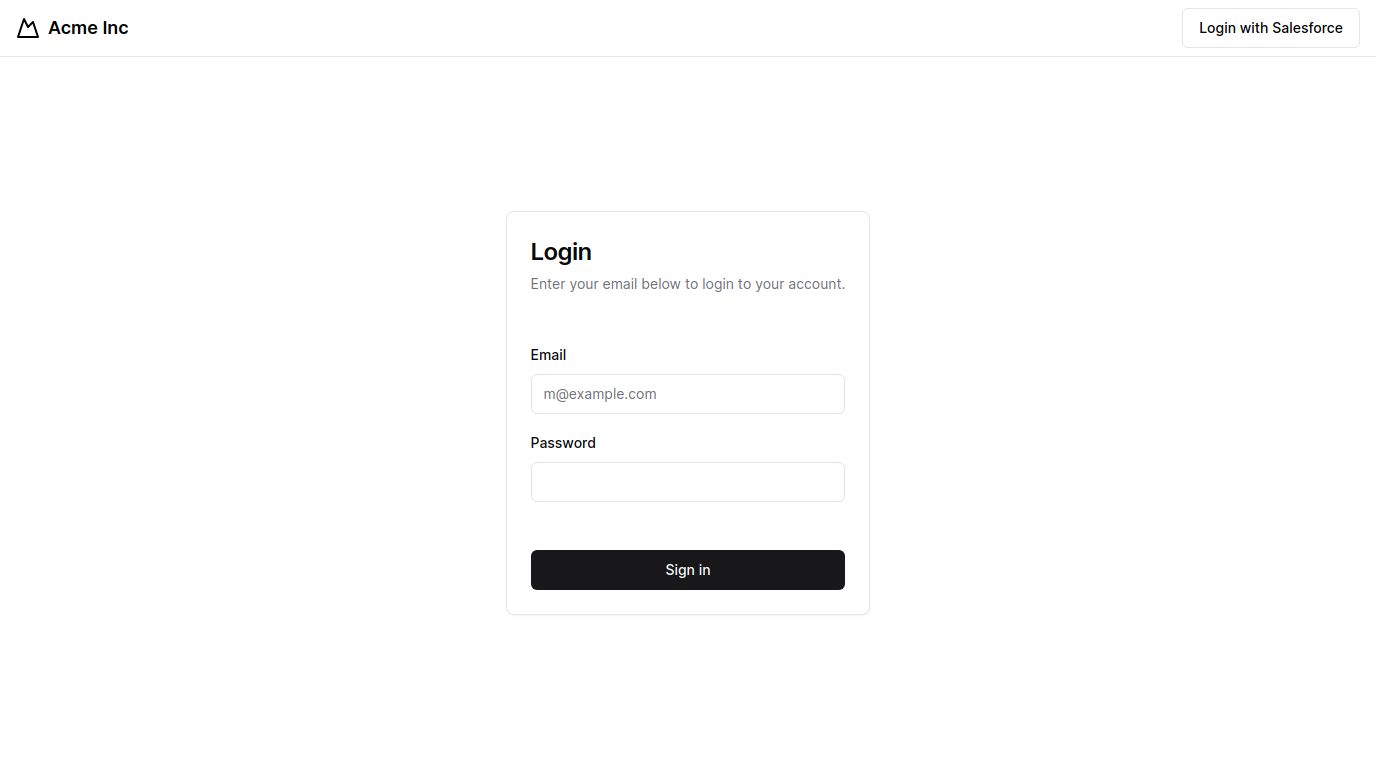 Acme Inc
Login with Salesforce
Login
Enter your email below to login to your account.
Email
m@example.com
Password
Sign in